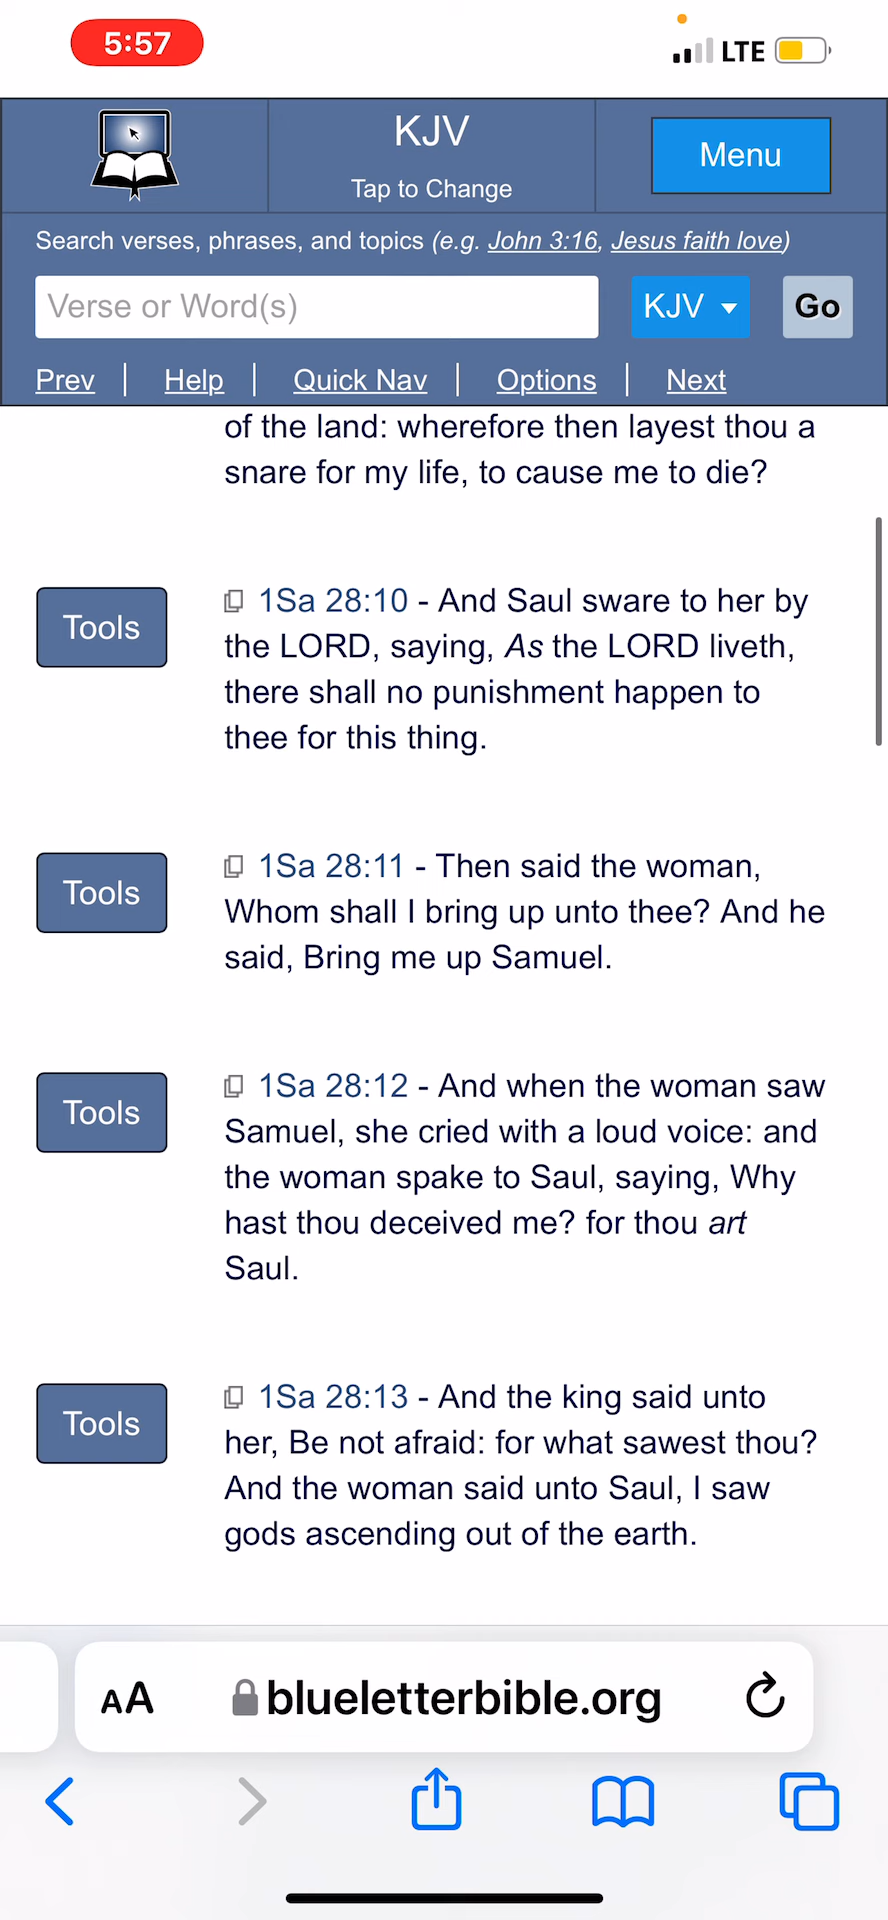 5:57
LTE
KJV
Tap to Change
Menu
Search verses, phrases, and topics (e.g. John 3:16, Jesus faith love)
Verse or Word(s)
KJV
Go
Prev | Help | Quick Nav | Options | Next
of the land: wherefore then layest thou a
snare for my life, to cause me to die?
Tools
1Sa 28:10 - And Saul sware to her by
the LORD, saying, As the LORD liveth,
there shall no punishment happen to
thee for this thing.
Tools
1Sa 28:11 - Then said the woman,
Whom shall I bring up unto thee? And he
said, Bring me up Samuel.
Tools
1Sa 28:12 - And when the woman saw
Samuel, she cried with a loud voice: and
the woman spake to Saul, saying, Why
hast thou deceived me? for thou art
Saul.
Tools
1Sa 28:13 - And the king said unto
her, Be not afraid: for what sawest thou?
And the woman said unto Saul, I saw
gods ascending out of the earth.
AA
blueletterbible.org